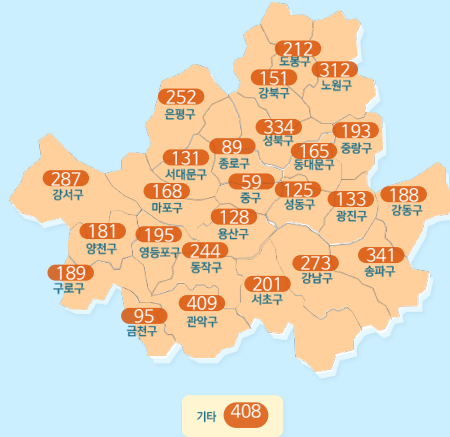 212
도봉구
312
노원구
151
강북구
252
은평구
334
성북구
193
중랑구
89
종로구
165
동대문구
131
서대문구
59
중구
125
성동구
287
강서구
168
마포구
133
광진구
188
강동구
128
용산구
181
양천구
195
영등포구
244
동작구
341
송파구
273
강남구
189
구로구
201
서초구
409
관악구
95
금천구
기타 408